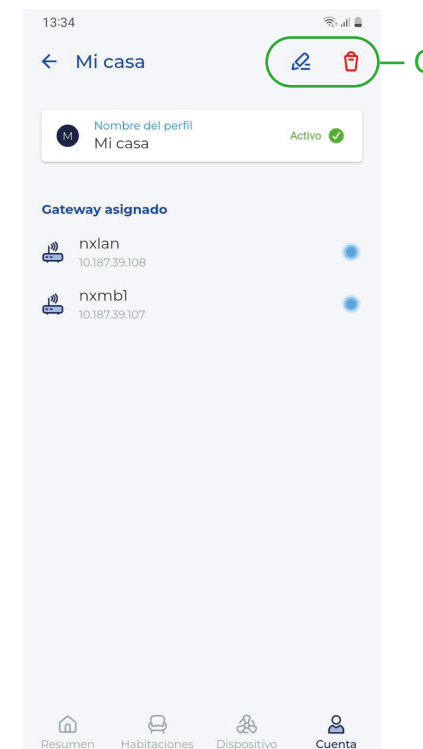 13:34
Mi casa
Nombre del perfil
M
Mi casa
Activo
Gateway asignado
nxlan
10.187.39.108
nxmb1
10.187.39.107
Resumen Habitaciones Dispositivo Cuenta